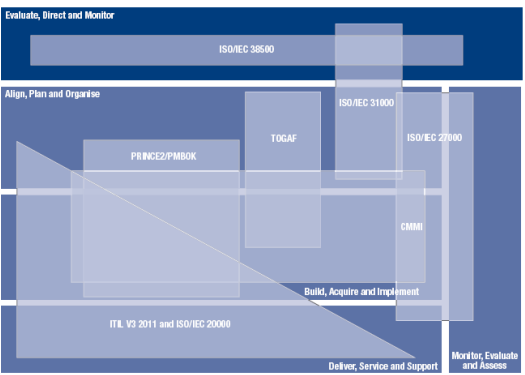 Evaluate, Direct and Monitor
ISO/IEC 38500
Align, Plan and Organise
ISO/IEC 31000
TOGAF
ISO/IEC 27000
PRINCE2/PMBOK
CMMI
Build, Acquire and Implement
ITIL V3 2011 and ISO/IEC 20000
Deliver, Service and Support
Monitor, Evaluate
and Assess